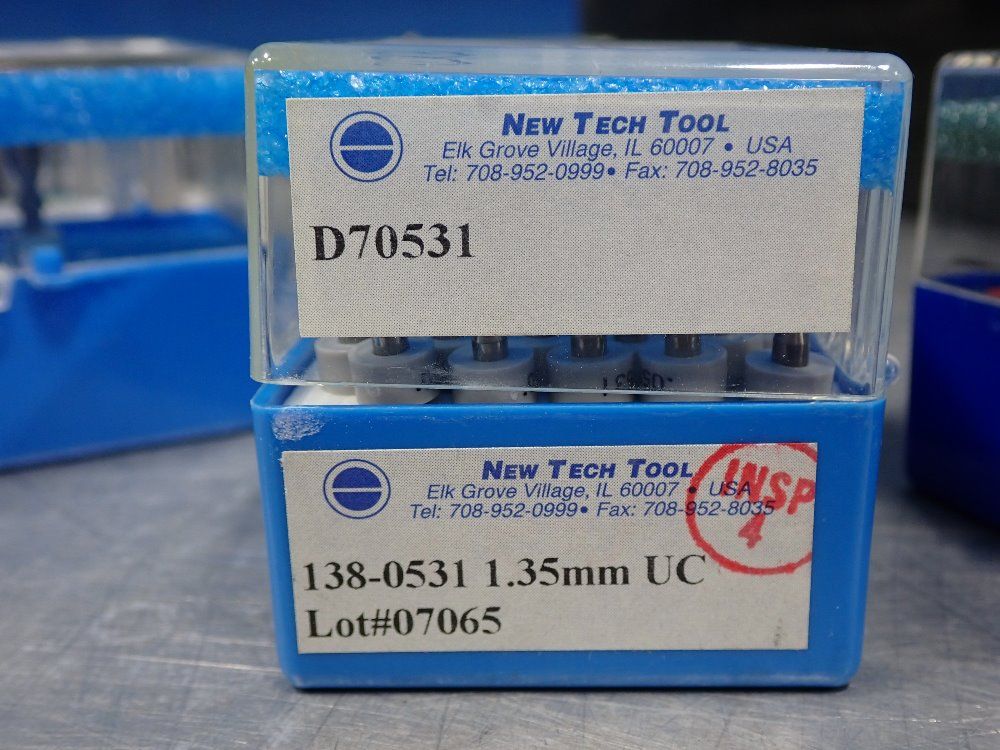 NEW TECH TOOL
Elk Grove Village, IL 60007 • USA
Tel: 708-952-0999• Fax: 708-952-8035
D70531
NEW TECH TOOL
Elk Grove Village, IL 60007 • USA
Tel: 708-952-0999• Fax: 708-952-8035
INSP
4
138-0531 1.35mm UC
Lot#07065